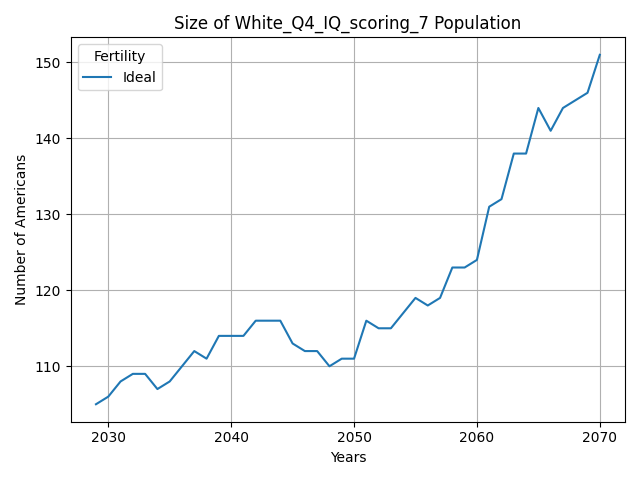 Size of White_Q4_IQ_scoring_7 Population
Fertility
Ideal
150
140
130
120
110
Number of Americans
2030 2040 2050 2060 2070
Years